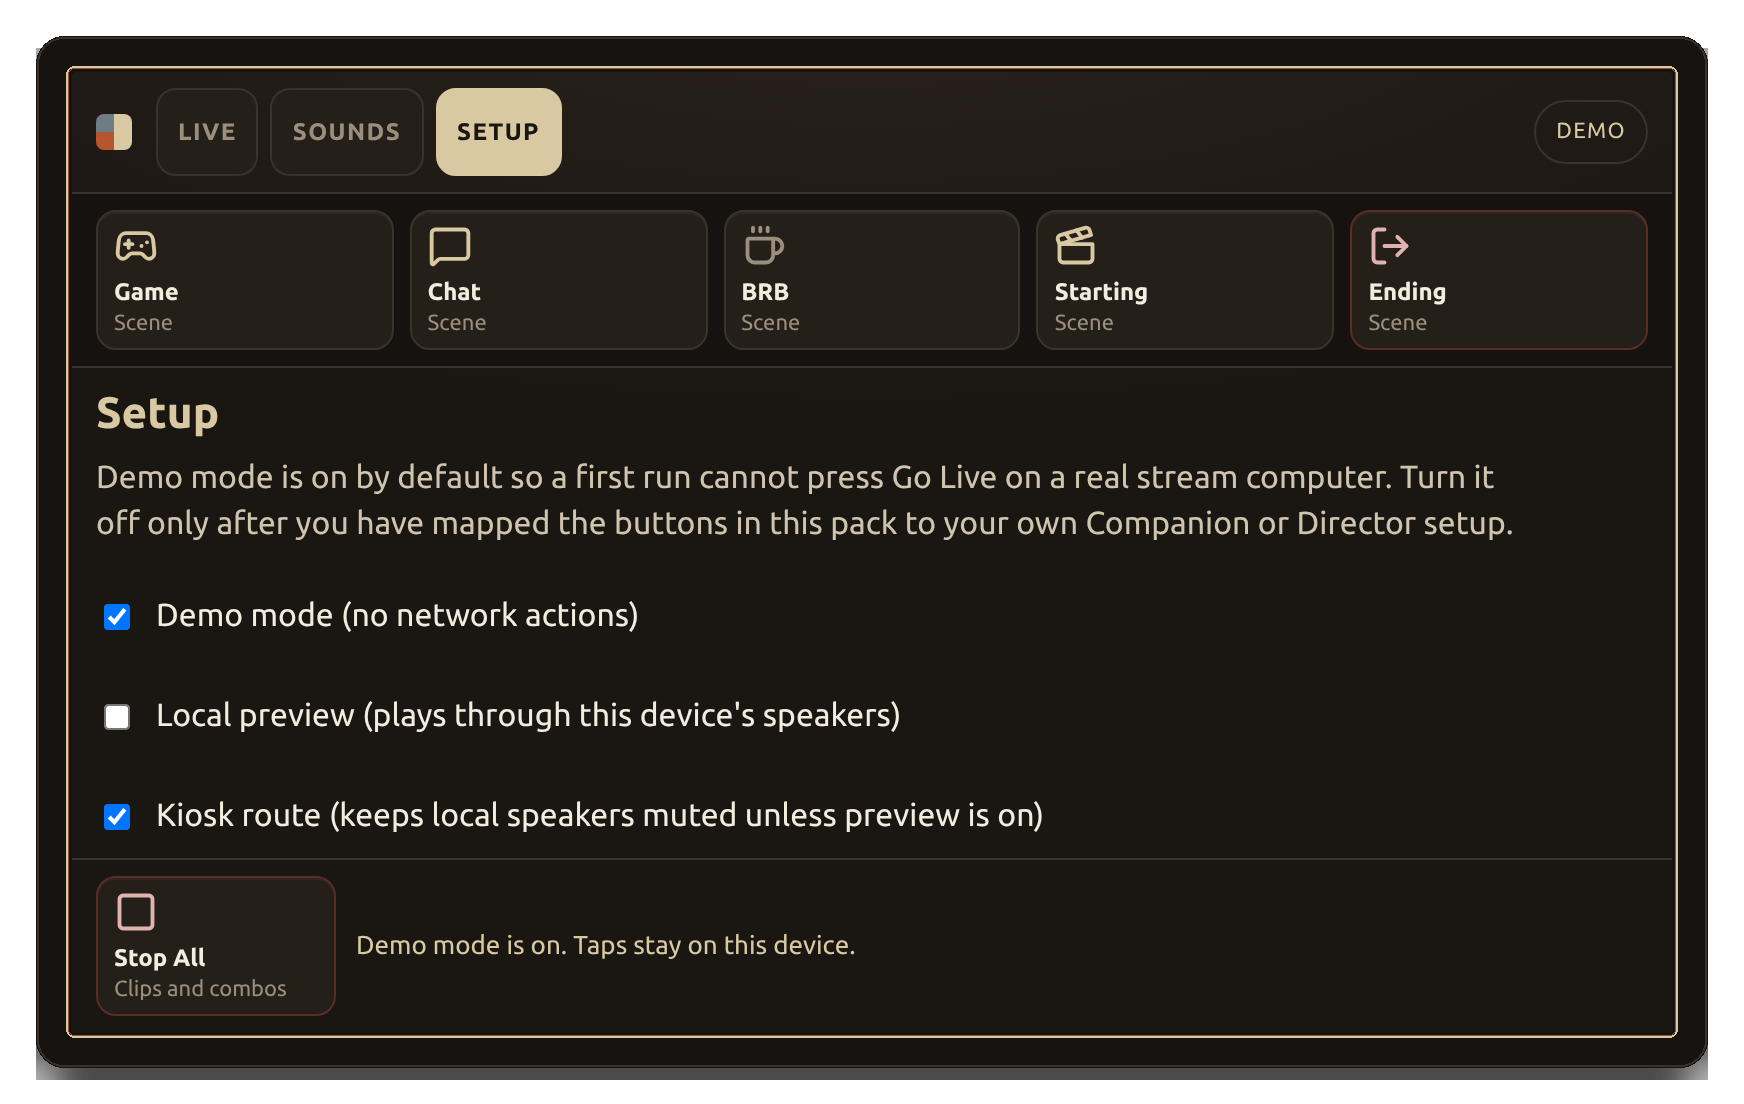 LIVE
SOUNDS
SETUP
DEMO
Game
Scene
Chat
Scene
BRB
Scene
Starting
Scene
Ending
Scene
Setup
Demo mode is on by default so a first run cannot press Go Live on a real stream computer. Turn it
off only after you have mapped the buttons in this pack to your own Companion or Director setup.
Demo mode (no network actions)
Local preview (plays through this device's speakers)
Kiosk route (keeps local speakers muted unless preview is on)
Stop All
Clips and combos
Demo mode is on. Taps stay on this device.